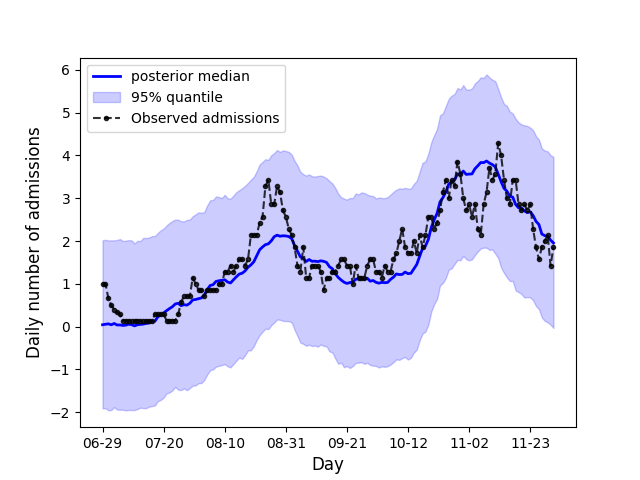 posterior median
95% quantile
Observed admissions
Daily number of admissions
6
5
4
3
2
1
0
−1
−2
06-29 07-20 08-10 08-31 09-21 10-12 11-02 11-23
Day